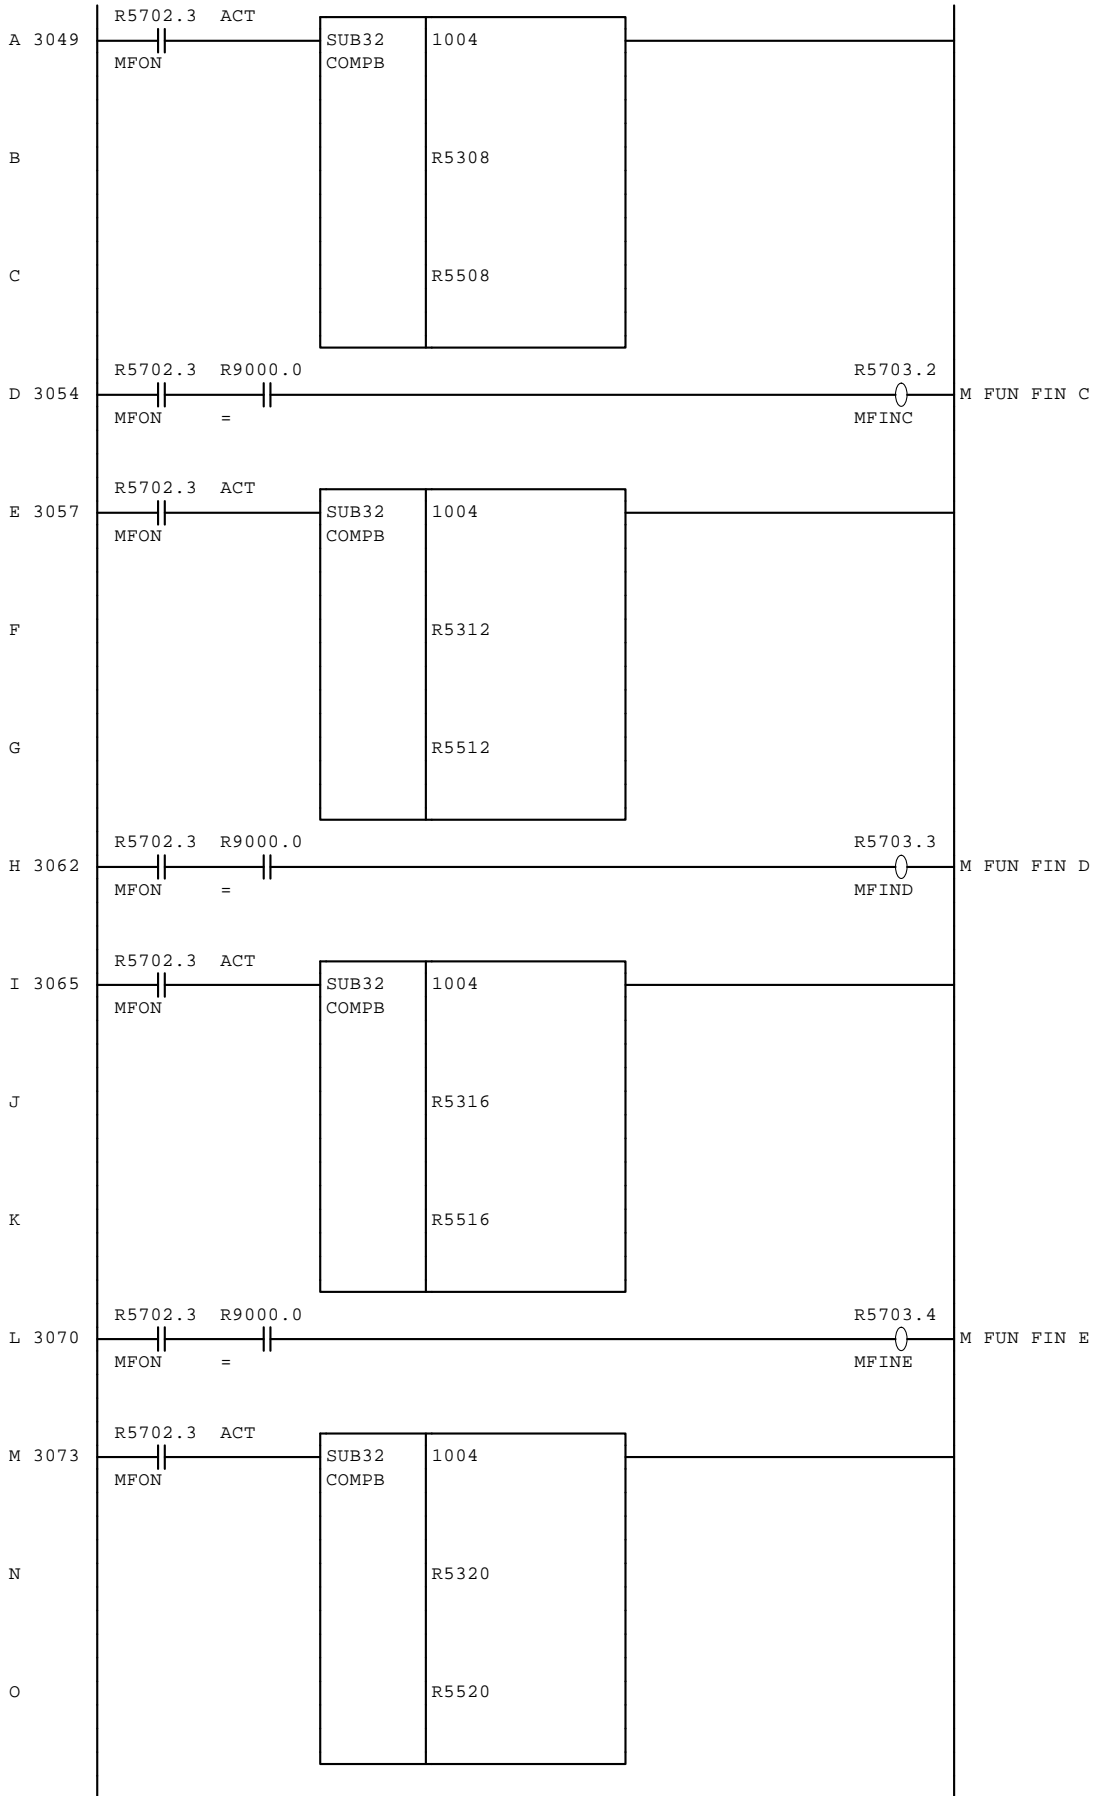 R5702.3 ACT
A 3049 SUB32 1004
MFON COMPB
B R5308
C R5508
R5702.3 R9000.0 R5703.2
D 3054 M FUN FIN C
MFON = MFINC
R5702.3 ACT
E 3057 SUB32 1004
MFON COMPB
F R5312
G R5512
R5702.3 R9000.0 R5703.3
H 3062 M FUN FIN D
MFON = MFIND
R5702.3 ACT
I 3065 SUB32 1004
MFON COMPB
J R5316
K R5516
R5702.3 R9000.0 R5703.4
L 3070 M FUN FIN E
MFON = MFINE
R5702.3 ACT
M 3073 SUB32 1004
MFON COMPB
N R5320
O R5520